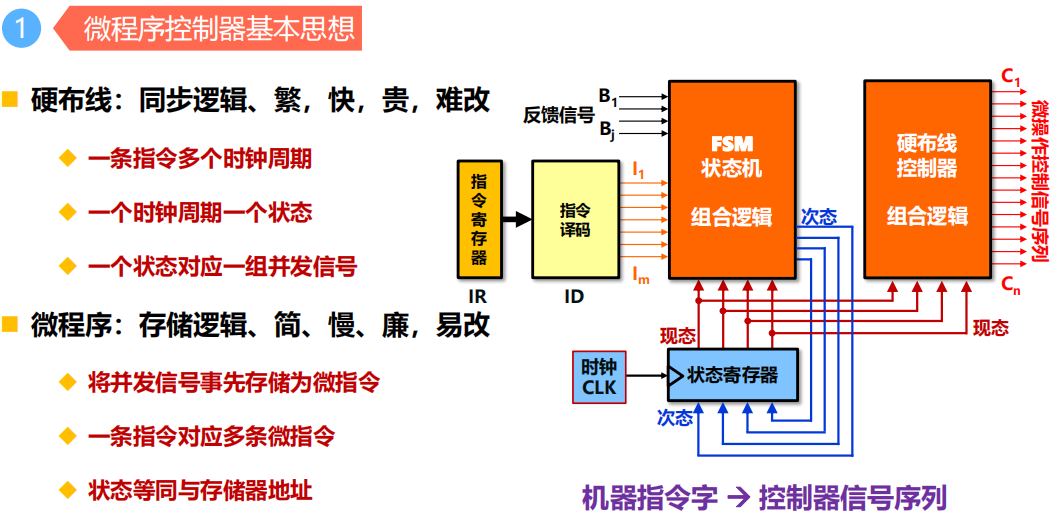 1
微程序控制器基本思想
硬布线：同步逻辑、繁，快，贵，难改
一条指令多个时钟周期
一个时钟周期一个状态
一个状态对应一组并发信号
微程序：存储逻辑、简、慢、廉，易改
将并发信号事先存储为微指令
一条指令对应多条微指令
状态等同与存储器地址
反馈信号
B1
Bj
指令寄存器
IR
指令
译码
ID
I1
Im
FSM
状态机
组合逻辑
次态
硬布线
控制器
组合逻辑
C1
Cn
微操作控制信号序列
现态
现态
时钟
CLK
状态寄存器
次态
机器指令字 → 控制器信号序列